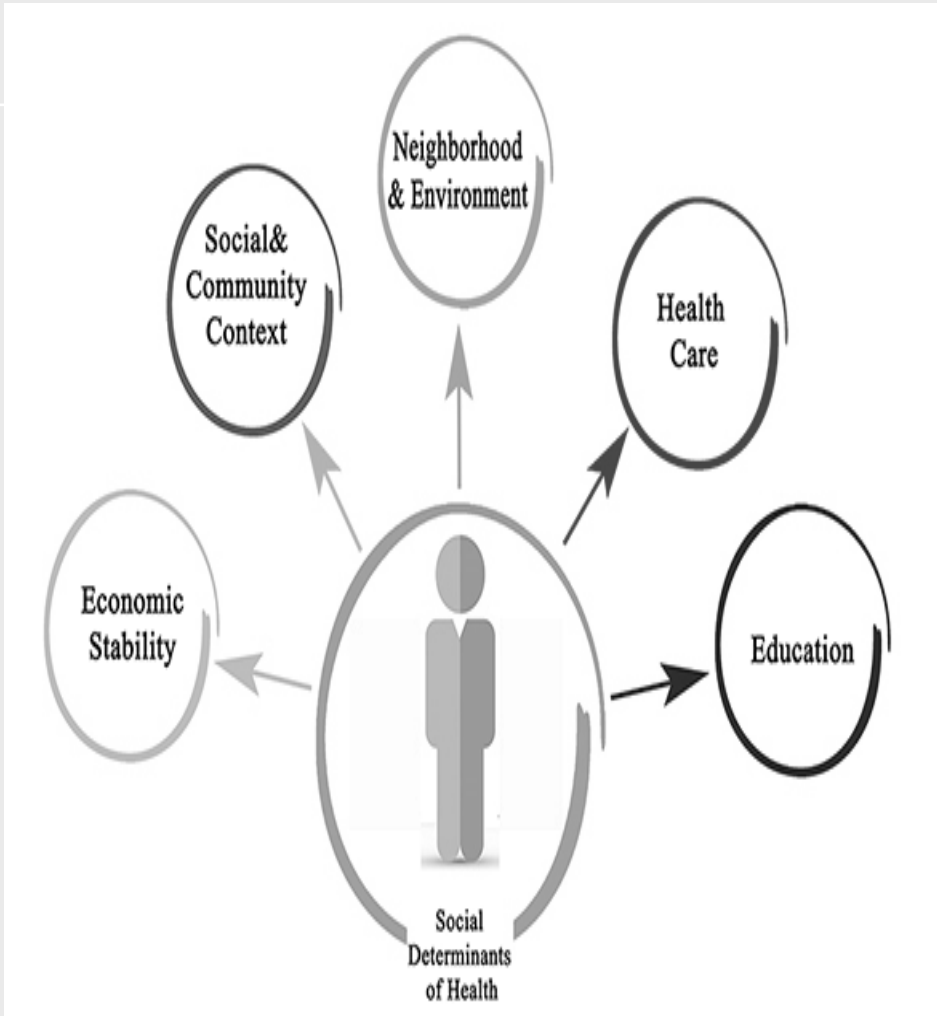 Neighborhood
& Environment
Social&
Community
Context
Health
Care
Economic
Stability
Education
Social
Determinants
of Health